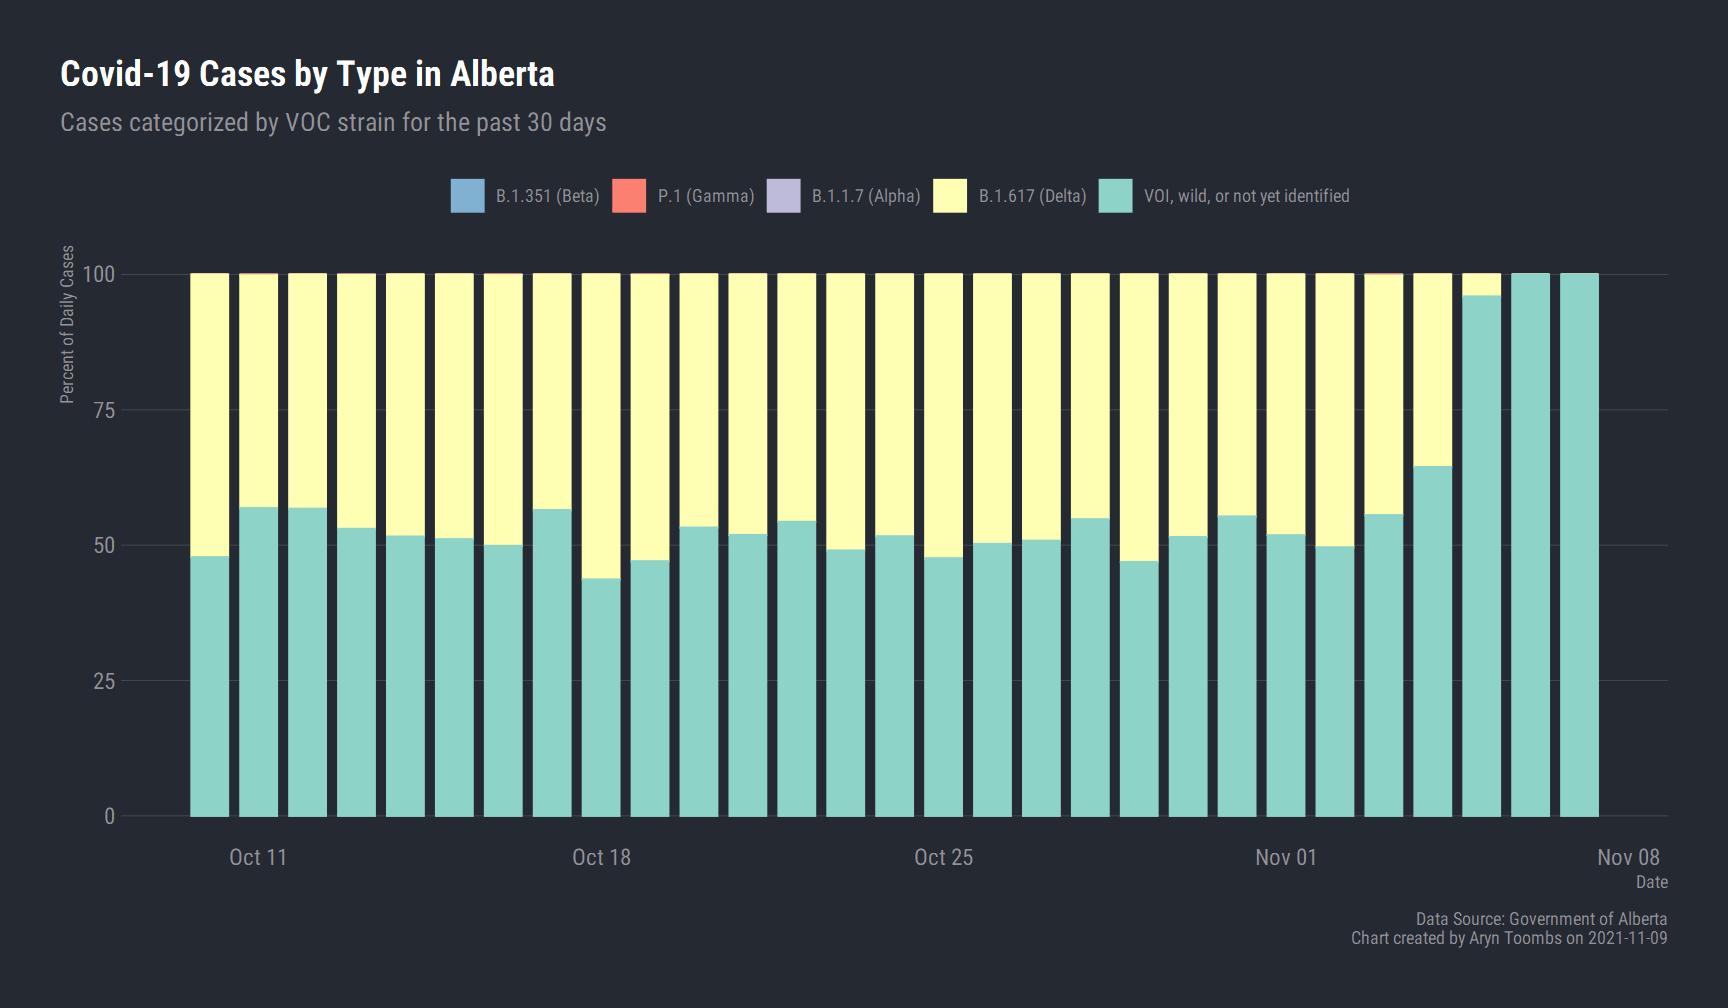 Covid-19 Cases by Type in Alberta
Cases categorized by VOC strain for the past 30 days
B.1.351 (Beta) P.1 (Gamma) B.1.1.7 (Alpha) B.1.617 (Delta) VOI, wild, or not yet identified
Percent of Daily Cases
100
75
50
25
0
Oct 11 Oct 18 Oct 25 Nov 01 Nov 08
Date
Data Source: Government of Alberta
Chart created by Aryn Toombs on 2021-11-09